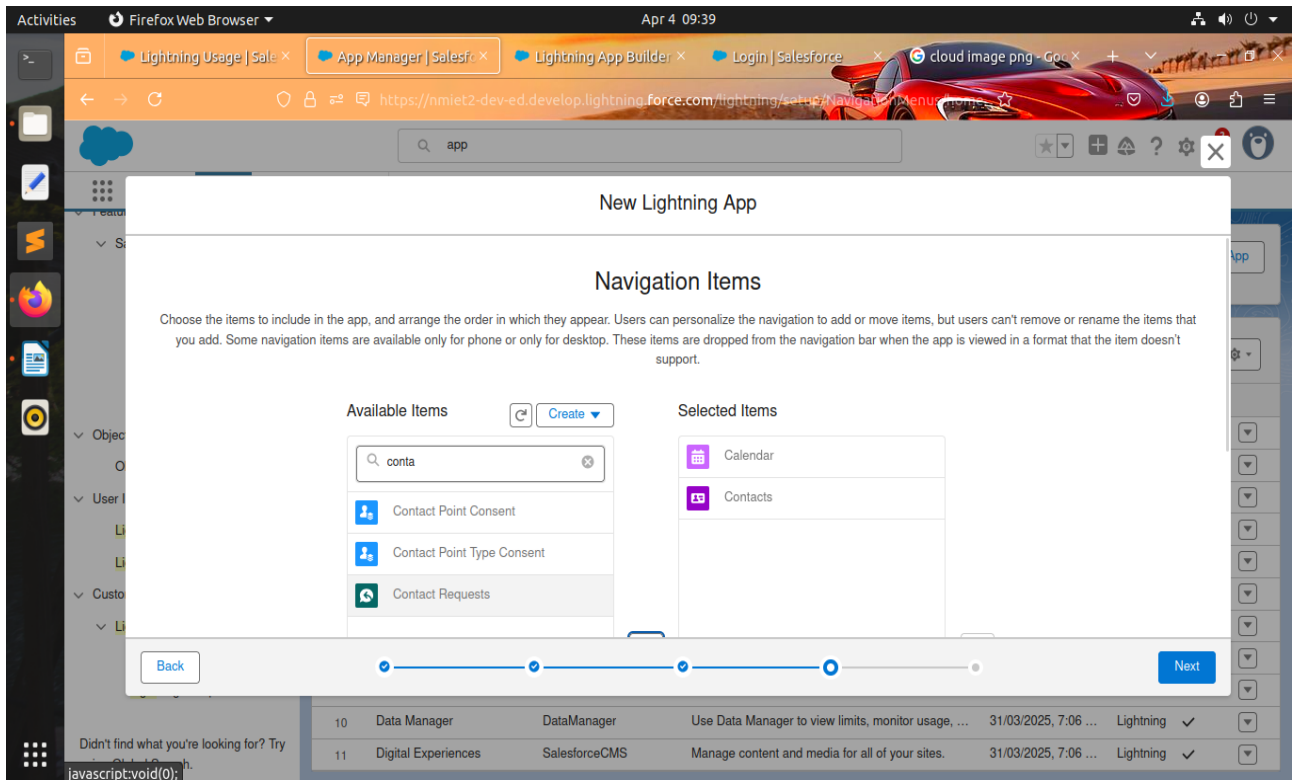 Activities
Firefox Web Browser
Apr 4 09:39
Lightning Usage | Sale
App Manager | Salesfo
Lightning App Builder
Login | Salesforce
cloud image png - Goo
https://nmiet2-dev-ed.develop.lightning.force.com/lightning/setup/NavigationMenus/home
app
New Lightning App
App
Navigation Items
Choose the items to include in the app, and arrange the order in which they appear. Users can personalize the navigation to add or move items, but users can't remove or rename the items that
you add. Some navigation items are available only for phone or only for desktop. These items are dropped from the navigation bar when the app is viewed in a format that the item doesn't
support.
Available Items
Create
Selected Items
conta
Calendar
Contact Point Consent
Contacts
Contact Point Type Consent
Contact Requests
Objec
User I
Li
Li
Custo
Li
Back
Next
10 Data Manager DataManager Use Data Manager to view limits, monitor usage, ... 31/03/2025, 7:06 ... Lightning
11 Digital Experiences SalesforceCMS Manage content and media for all of your sites. 31/03/2025, 7:06 ... Lightning
Didn't find what you're looking for? Try
javascript:void(0);